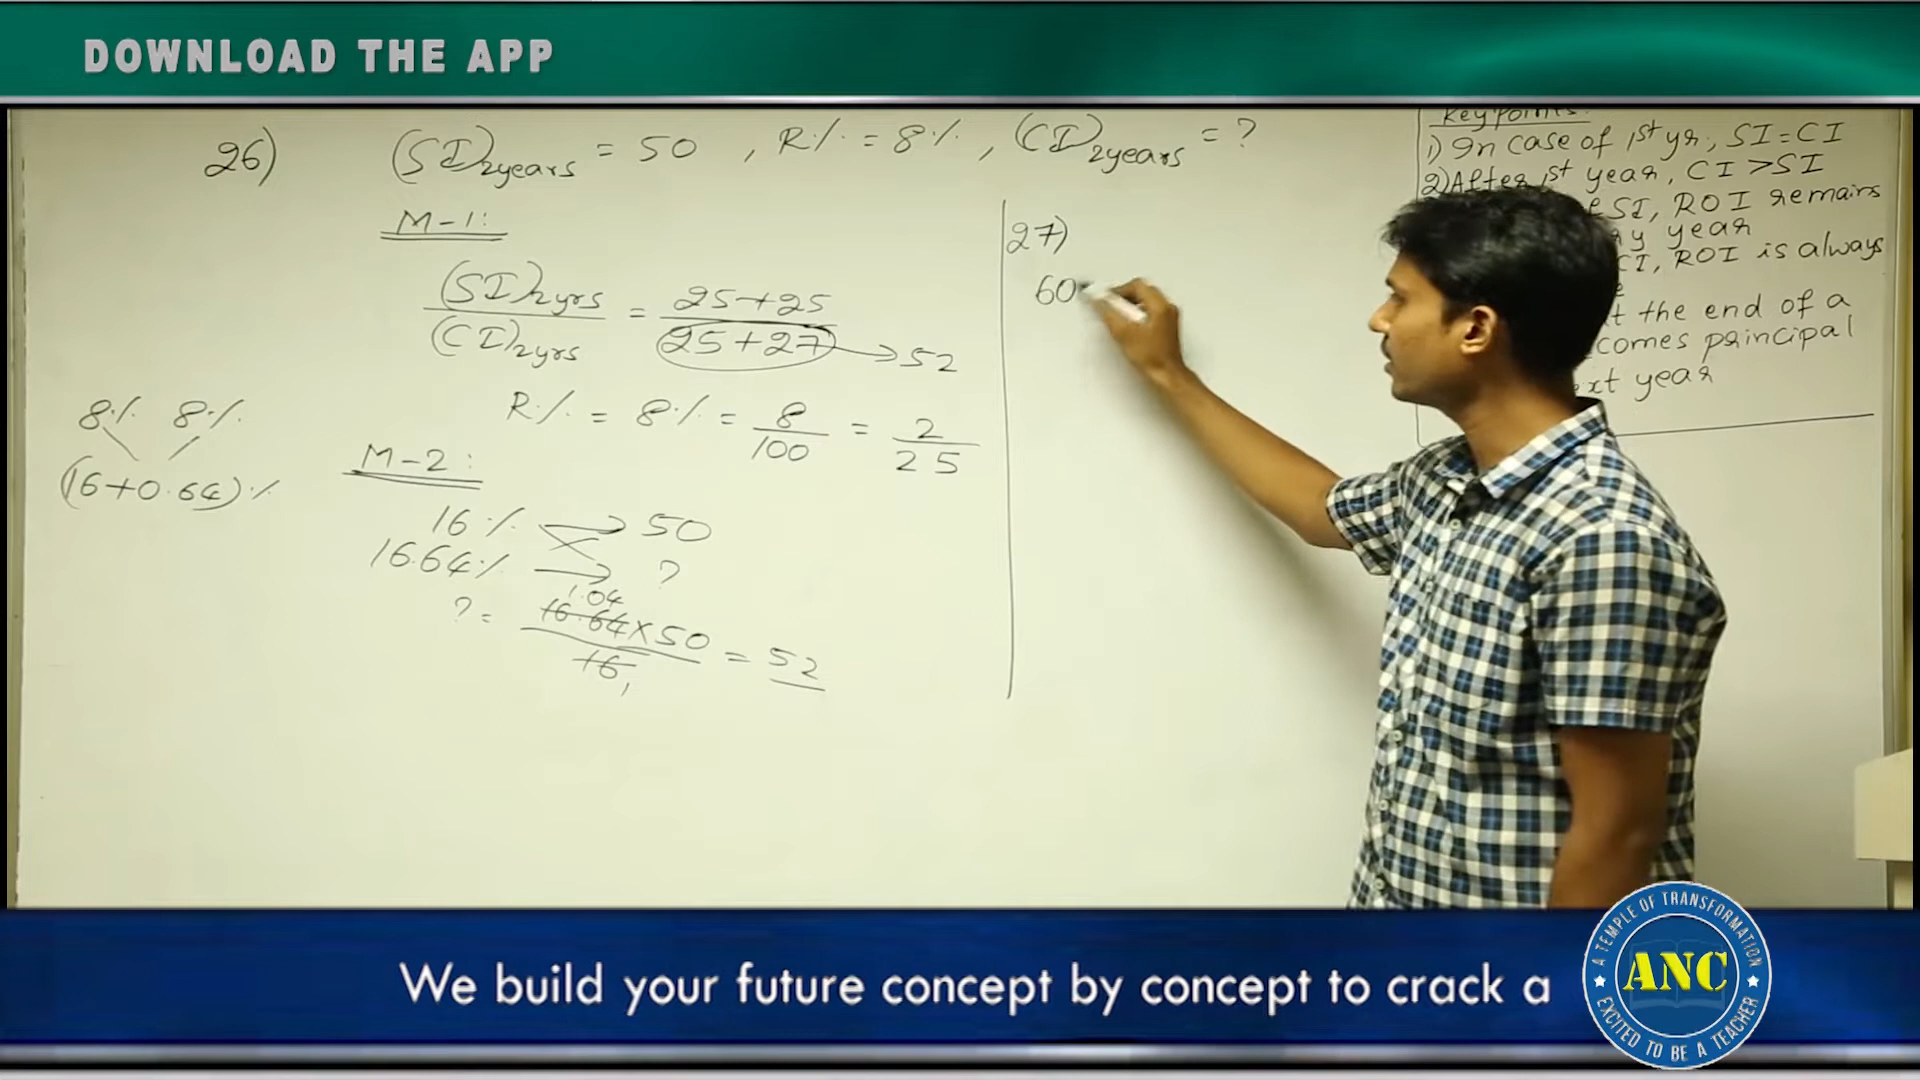 DOWNLOAD THE APP
26) (SI)2years = 50 , R% = 8% , (CI)2years = ?
M-1:
(SI)2yrs / (CI)2yrs = 25+25 / 25+27 → 52
R% = 8% = 8/100 = 2/25
8% 8%
(16+0.64)%
M-2:
16% → 50
16.64% → ?
1.04
? = 16.64×50 / 16 = 52
1
27)
60
Key points:
1) In case of 1st yr, SI=CI
2) After 1st year, CI>SI
SI, ROI remains
year
CI, ROI is always
t the end of a
comes principal
xt year
We build your future concept by concept to crack a
A TEMPLE OF TRANSFORMATION
ANC
EXCITED TO BE A TEACHER